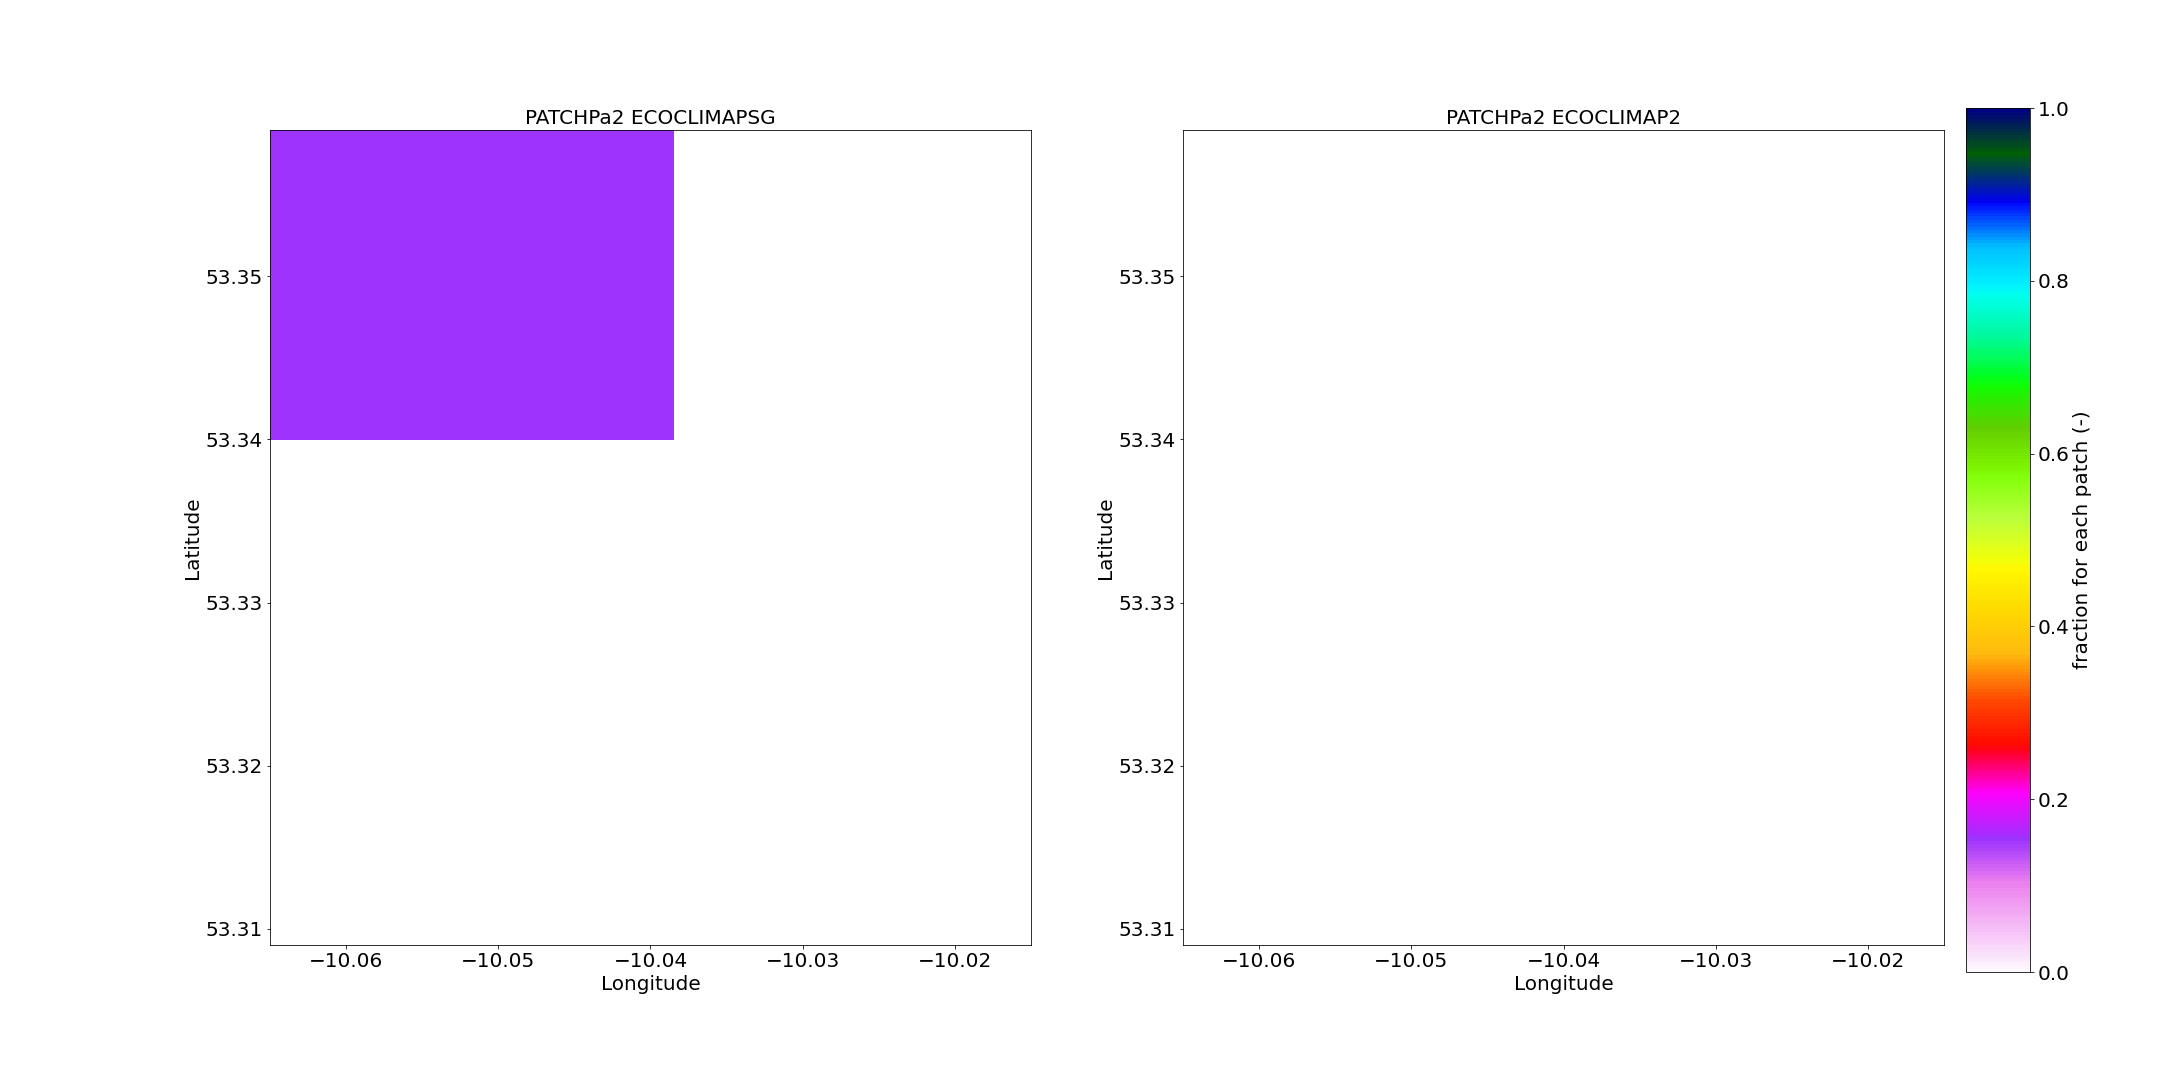 PATCHPa2 ECOCLIMAPSG
53.35
53.34
53.33
53.32
53.31
Latitude
−10.06 −10.05 −10.04 −10.03 −10.02
Longitude
PATCHPa2 ECOCLIMAP2
53.35
53.34
53.33
53.32
53.31
Latitude
−10.06 −10.05 −10.04 −10.03 −10.02
Longitude
1.0
0.8
0.6
0.4
0.2
0.0
fraction for each patch (-)